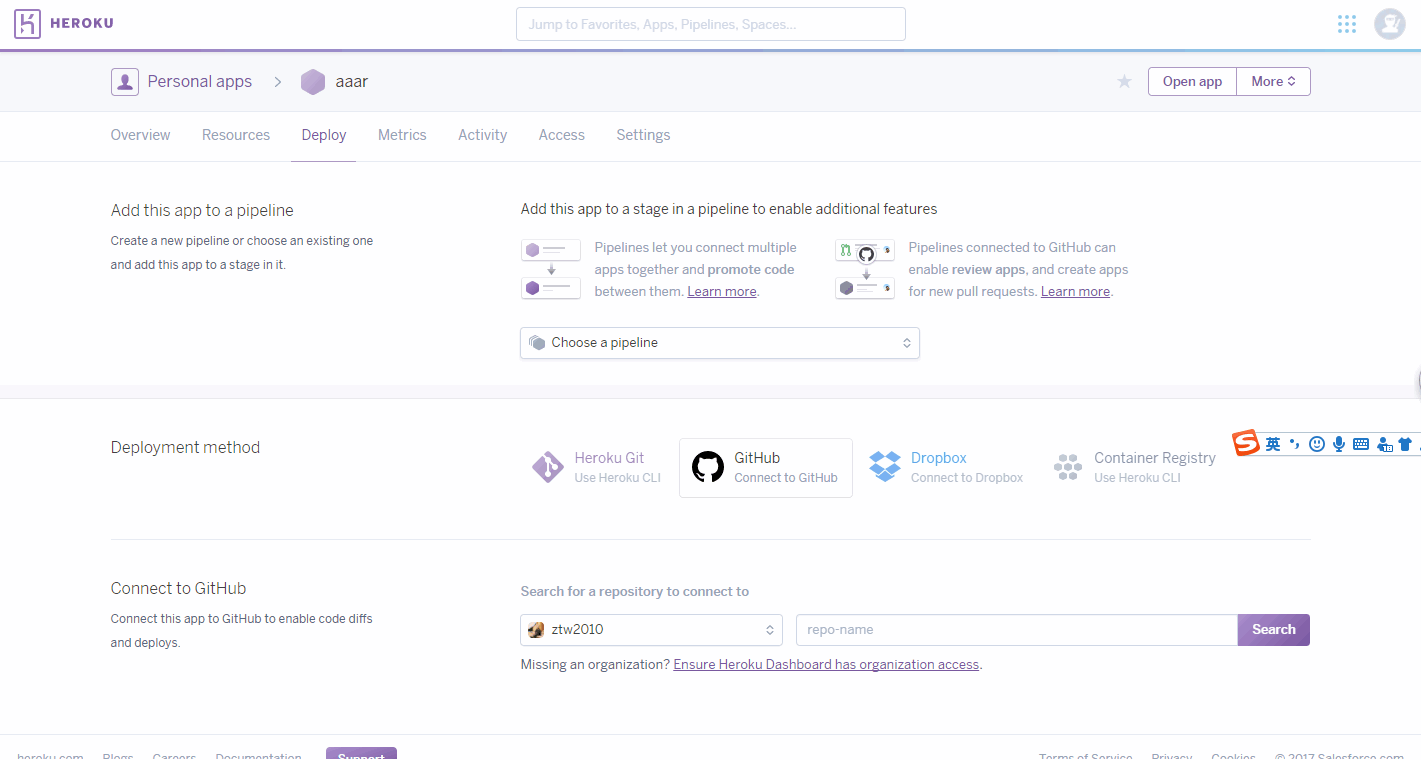 HEROKU
Jump to Favorites, Apps, Pipelines, Spaces...
Personal apps > aaar
Open app
More
Overview
Resources
Deploy
Metrics
Activity
Access
Settings
Add this app to a pipeline
Create a new pipeline or choose an existing one
and add this app to a stage in it.
Add this app to a stage in a pipeline to enable additional features
Pipelines let you connect multiple
apps together and promote code
between them. Learn more.
Pipelines connected to GitHub can
enable review apps, and create apps
for new pull requests. Learn more.
Choose a pipeline
Deployment method
Heroku Git
Use Heroku CLI
GitHub
Connect to GitHub
Dropbox
Connect to Dropbox
Container Registry
Use Heroku CLI
英
Connect to GitHub
Connect this app to GitHub to enable code diffs
and deploys.
Search for a repository to connect to
ztw2010
repo-name
Search
Missing an organization? Ensure Heroku Dashboard has organization access.
heroku.com
Blogs
Careers
Documentation
Support
Terms of Service
Privacy
Cookies
© 2017 Salesforce.com